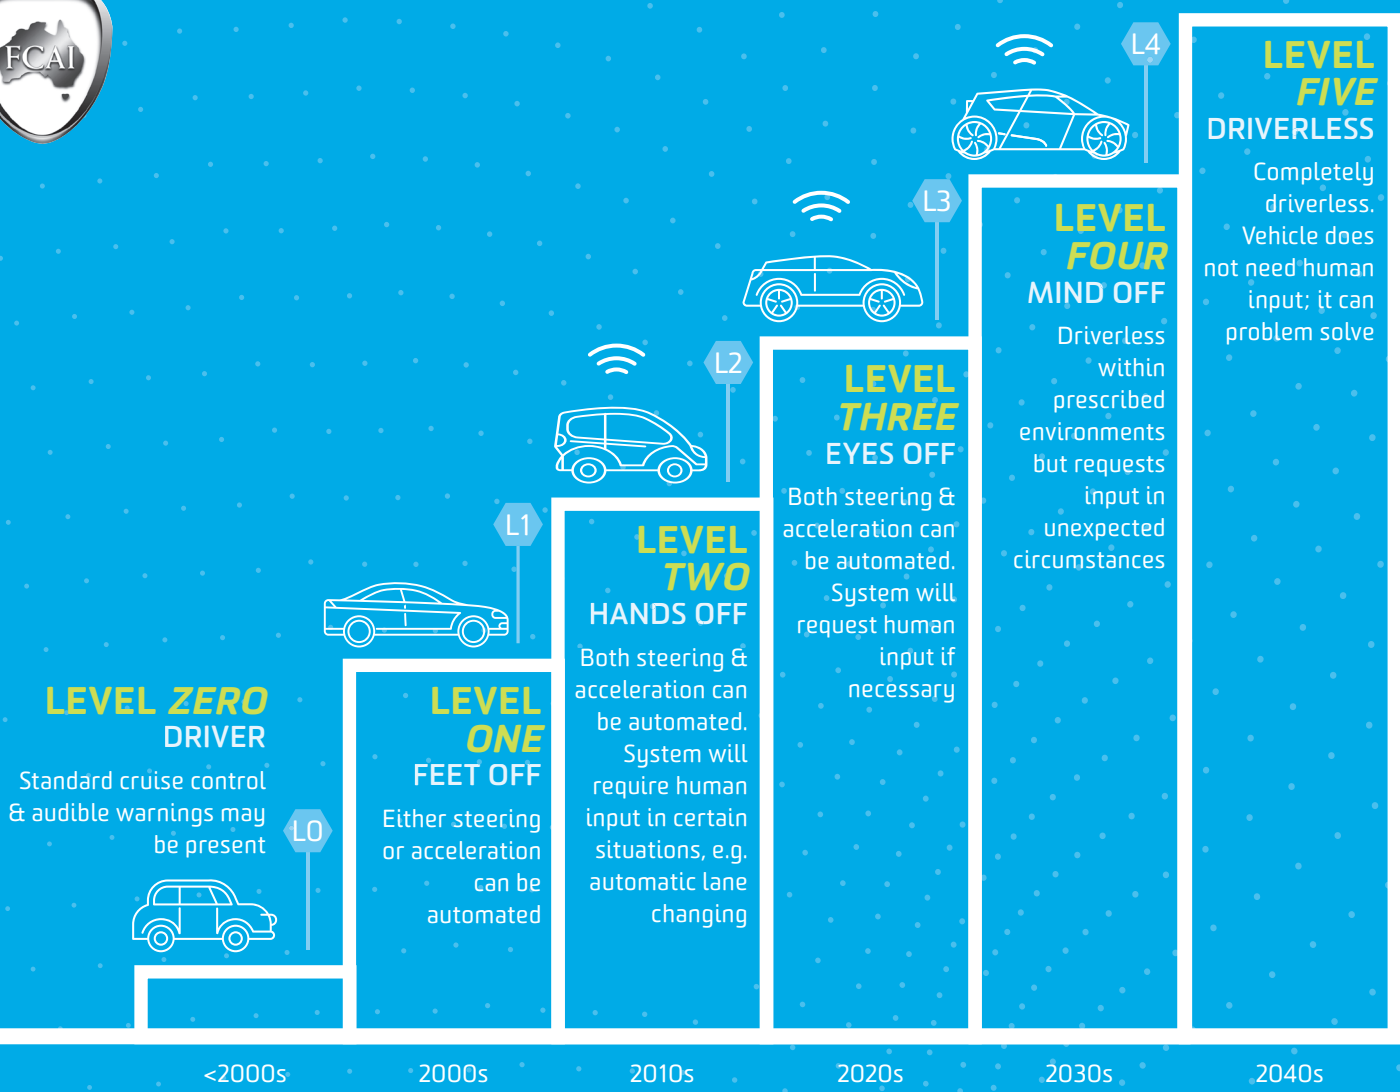 FCAI
LEVEL ZERO
DRIVER
Standard cruise control
& audible warnings may
be present
L0
LEVEL
ONE
FEET OFF
Either steering
or acceleration
can be
automated
L1
LEVEL
TWO
HANDS OFF
Both steering &
acceleration can
be automated.
System will
require human
input in certain
situations, e.g.
automatic lane
changing
L2
LEVEL
THREE
EYES OFF
Both steering &
acceleration can
be automated.
System will
request human
input if
necessary
L3
LEVEL
FOUR
MIND OFF
Driverless
within
prescribed
environments
but requests
input in
unexpected
circumstances
L4
LEVEL
FIVE
DRIVERLESS
Completely
driverless.
Vehicle does
not need human
input; it can
problem solve
<2000s
2000s
2010s
2020s
2030s
2040s